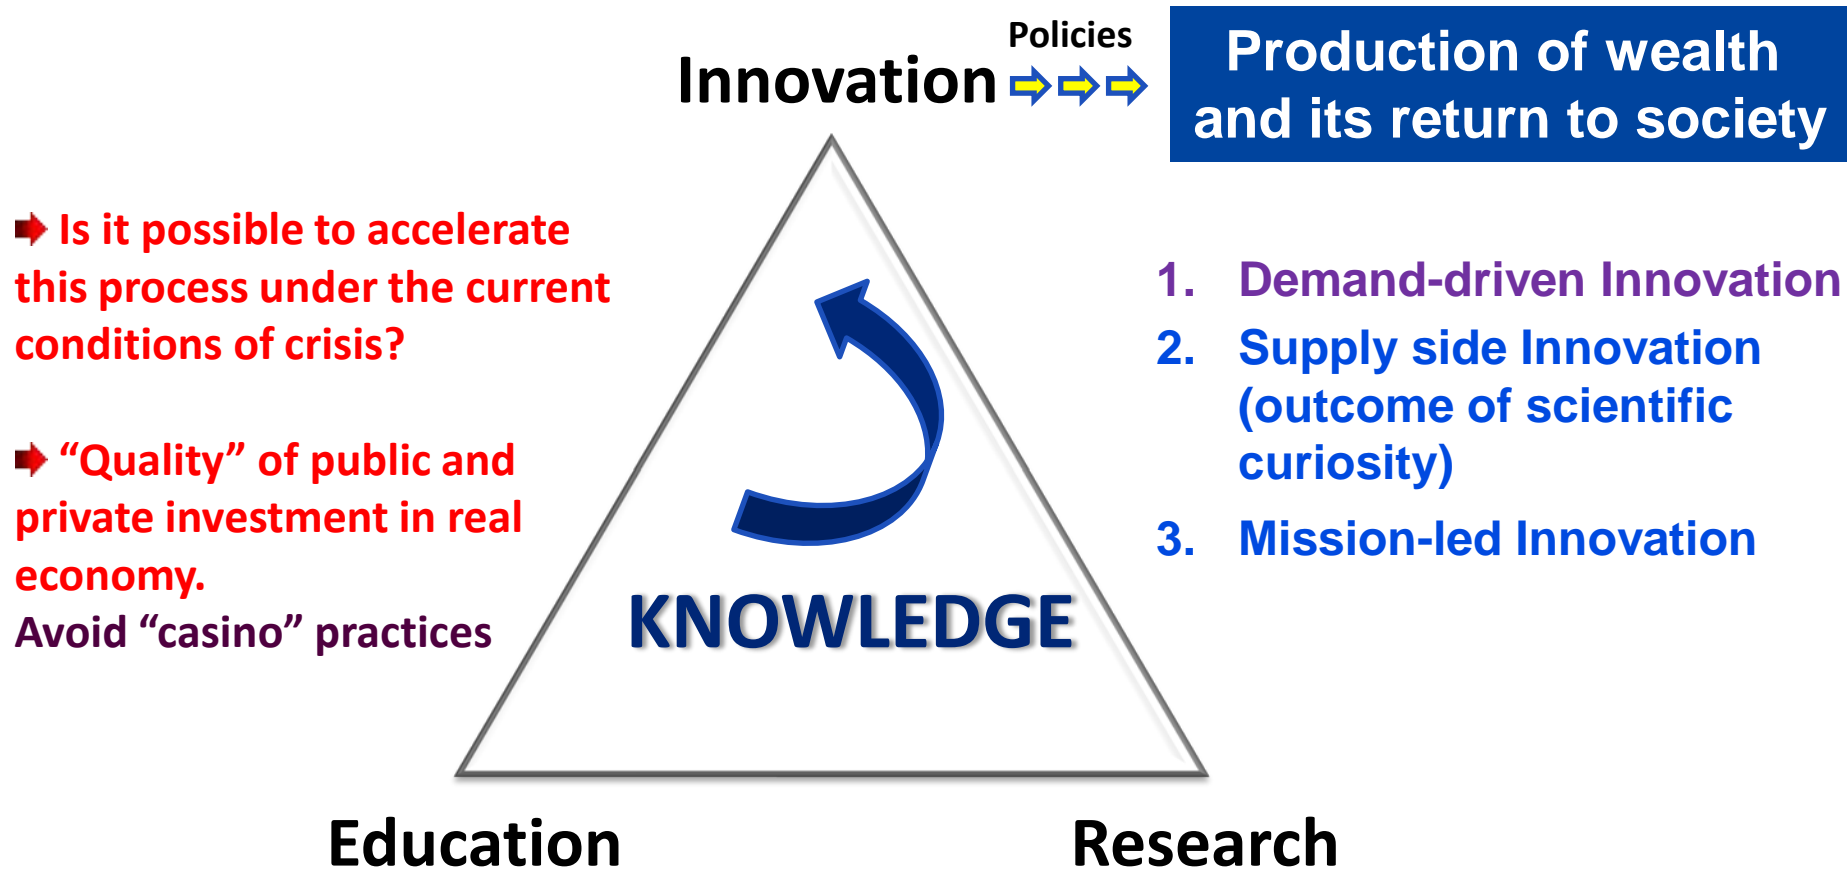 Policies
Innovation
Production of wealth
and its return to society
Is it possible to accelerate
this process under the current
conditions of crisis?
“Quality” of public and
private investment in real
economy.
Avoid “casino” practices
1. Demand-driven Innovation
2. Supply side Innovation
(outcome of scientific
curiosity)
3. Mission-led Innovation
KNOWLEDGE
Education
Research